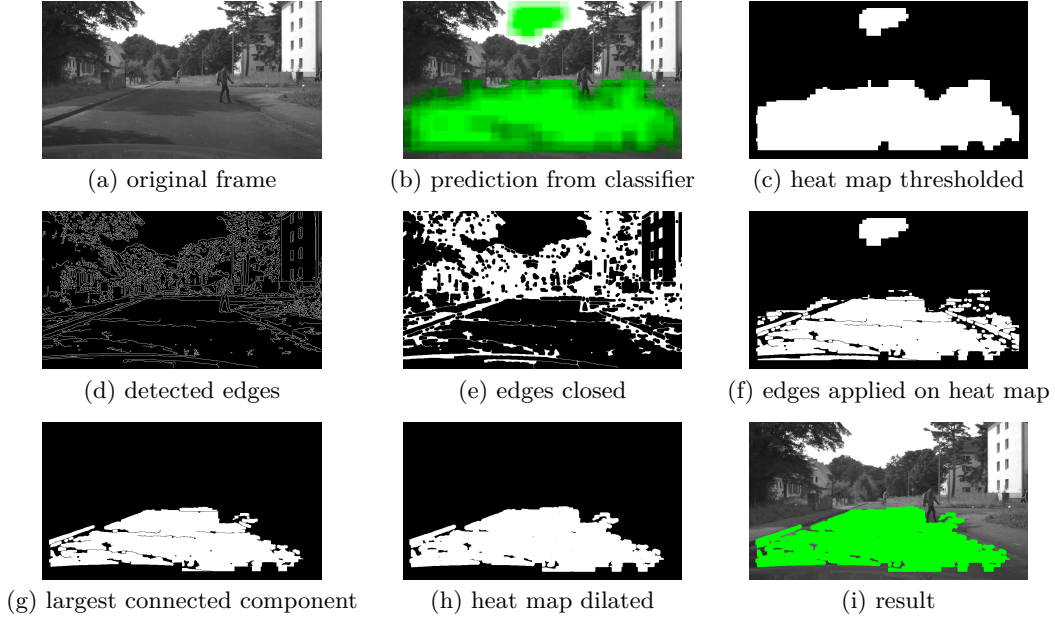 (a) original frame
(b) prediction from classifier
(c) heat map thresholded
(d) detected edges
(e) edges closed
(f) edges applied on heat map
(g) largest connected component
(h) heat map dilated
(i) result